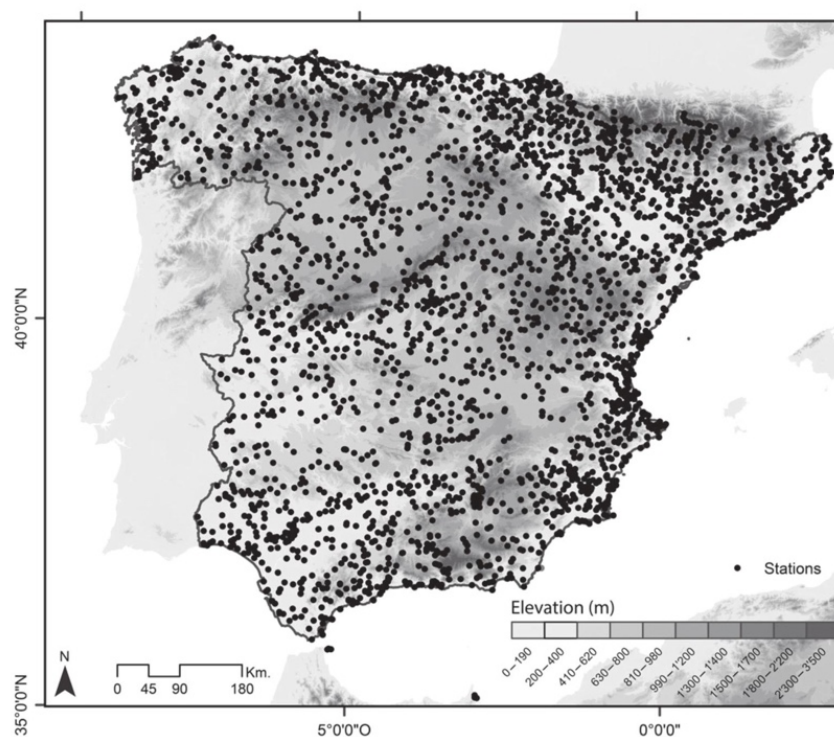 40°0'0"N
Stations
Elevation (m)
0–190
200–400
410–620
630–800
810–980
990–1'200
1'300–1'400
1'500–1'700
1'800–2'200
2'300–3'500
N
Km.
0 45 90 180
35°0'0"N
5°0'0"O
0°0'0"